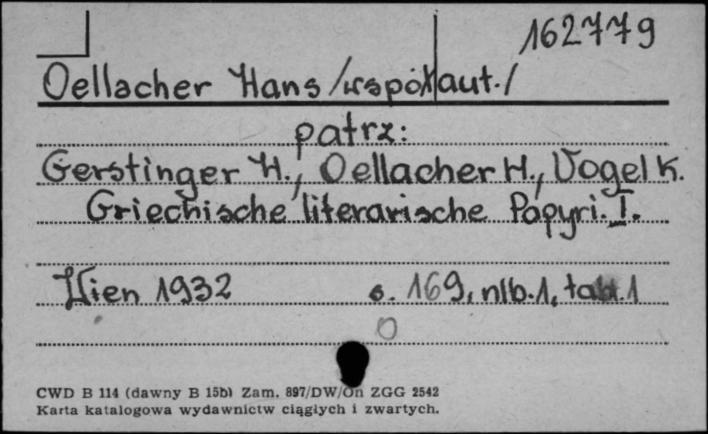 162779
Oellacher Hans /współaut./
patrz:
Gerstinger H., Oellacher H., Vogel K.
Griechische literarische Papyri. I.
Wien 1932 s. 169, nlb. 1, tabl. 1
CWD B 114 (dawny B 15b) Zam. 897/DW/On ZGG 2542
Karta katalogowa wydawnictw ciągłych i zwartych.